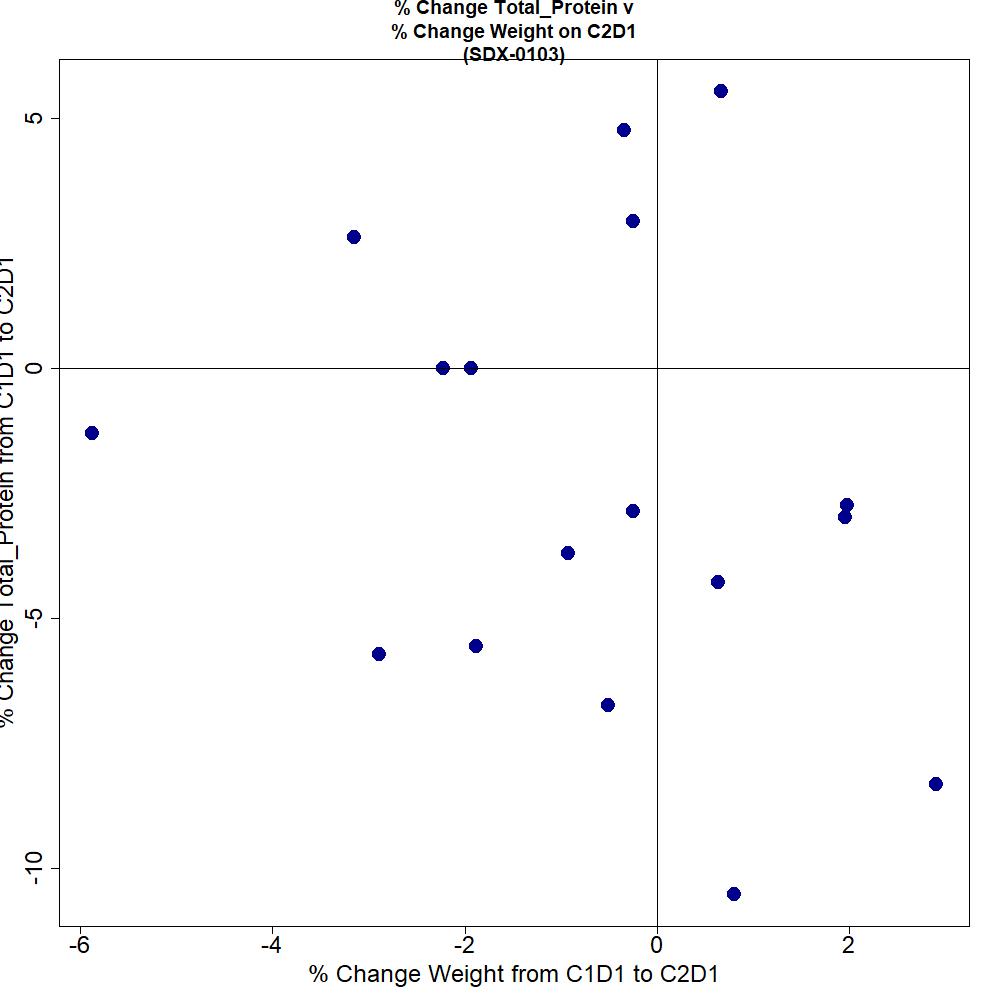 % Change Total_Protein v
% Change Weight on C2D1
(SDX-0103)
% Change Total_Protein from C1D1 to C2D1
5
0
-5
-10
-6
-4
-2
0
2
% Change Weight from C1D1 to C2D1